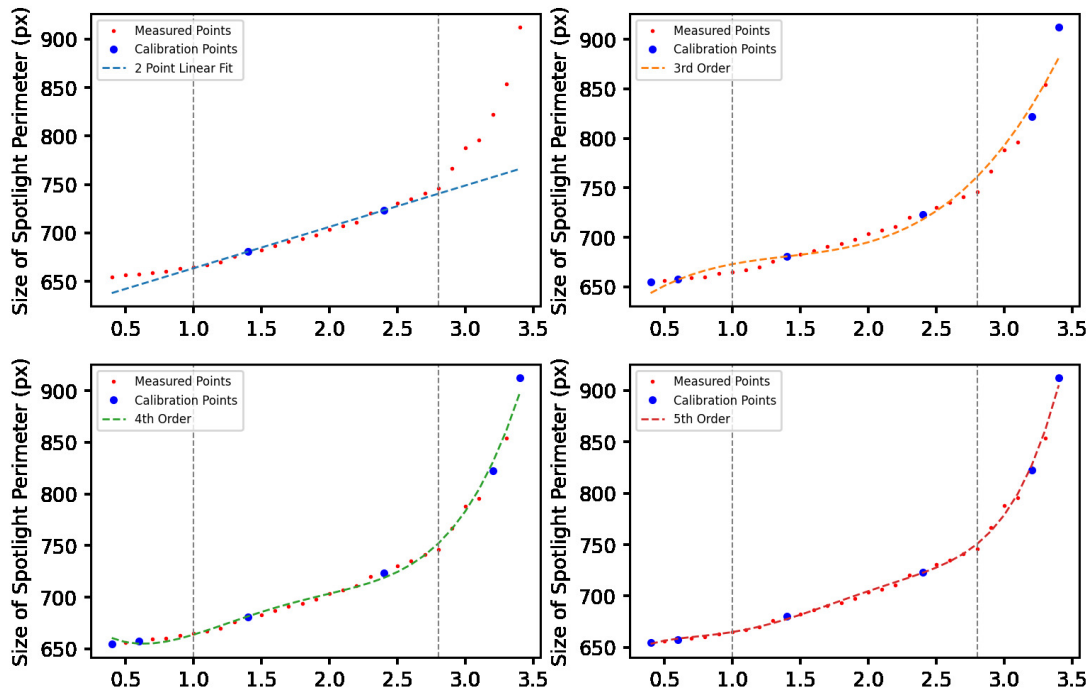 Size of Spotlight Perimeter (px)
900
850
800
750
700
650
Measured Points
Calibration Points
2 Point Linear Fit
0.5 1.0 1.5 2.0 2.5 3.0 3.5
Size of Spotlight Perimeter (px)
900
850
800
750
700
650
Measured Points
Calibration Points
3rd Order
0.5 1.0 1.5 2.0 2.5 3.0 3.5
Size of Spotlight Perimeter (px)
900
850
800
750
700
650
Measured Points
Calibration Points
4th Order
0.5 1.0 1.5 2.0 2.5 3.0 3.5
Size of Spotlight Perimeter (px)
900
850
800
750
700
650
Measured Points
Calibration Points
5th Order
0.5 1.0 1.5 2.0 2.5 3.0 3.5